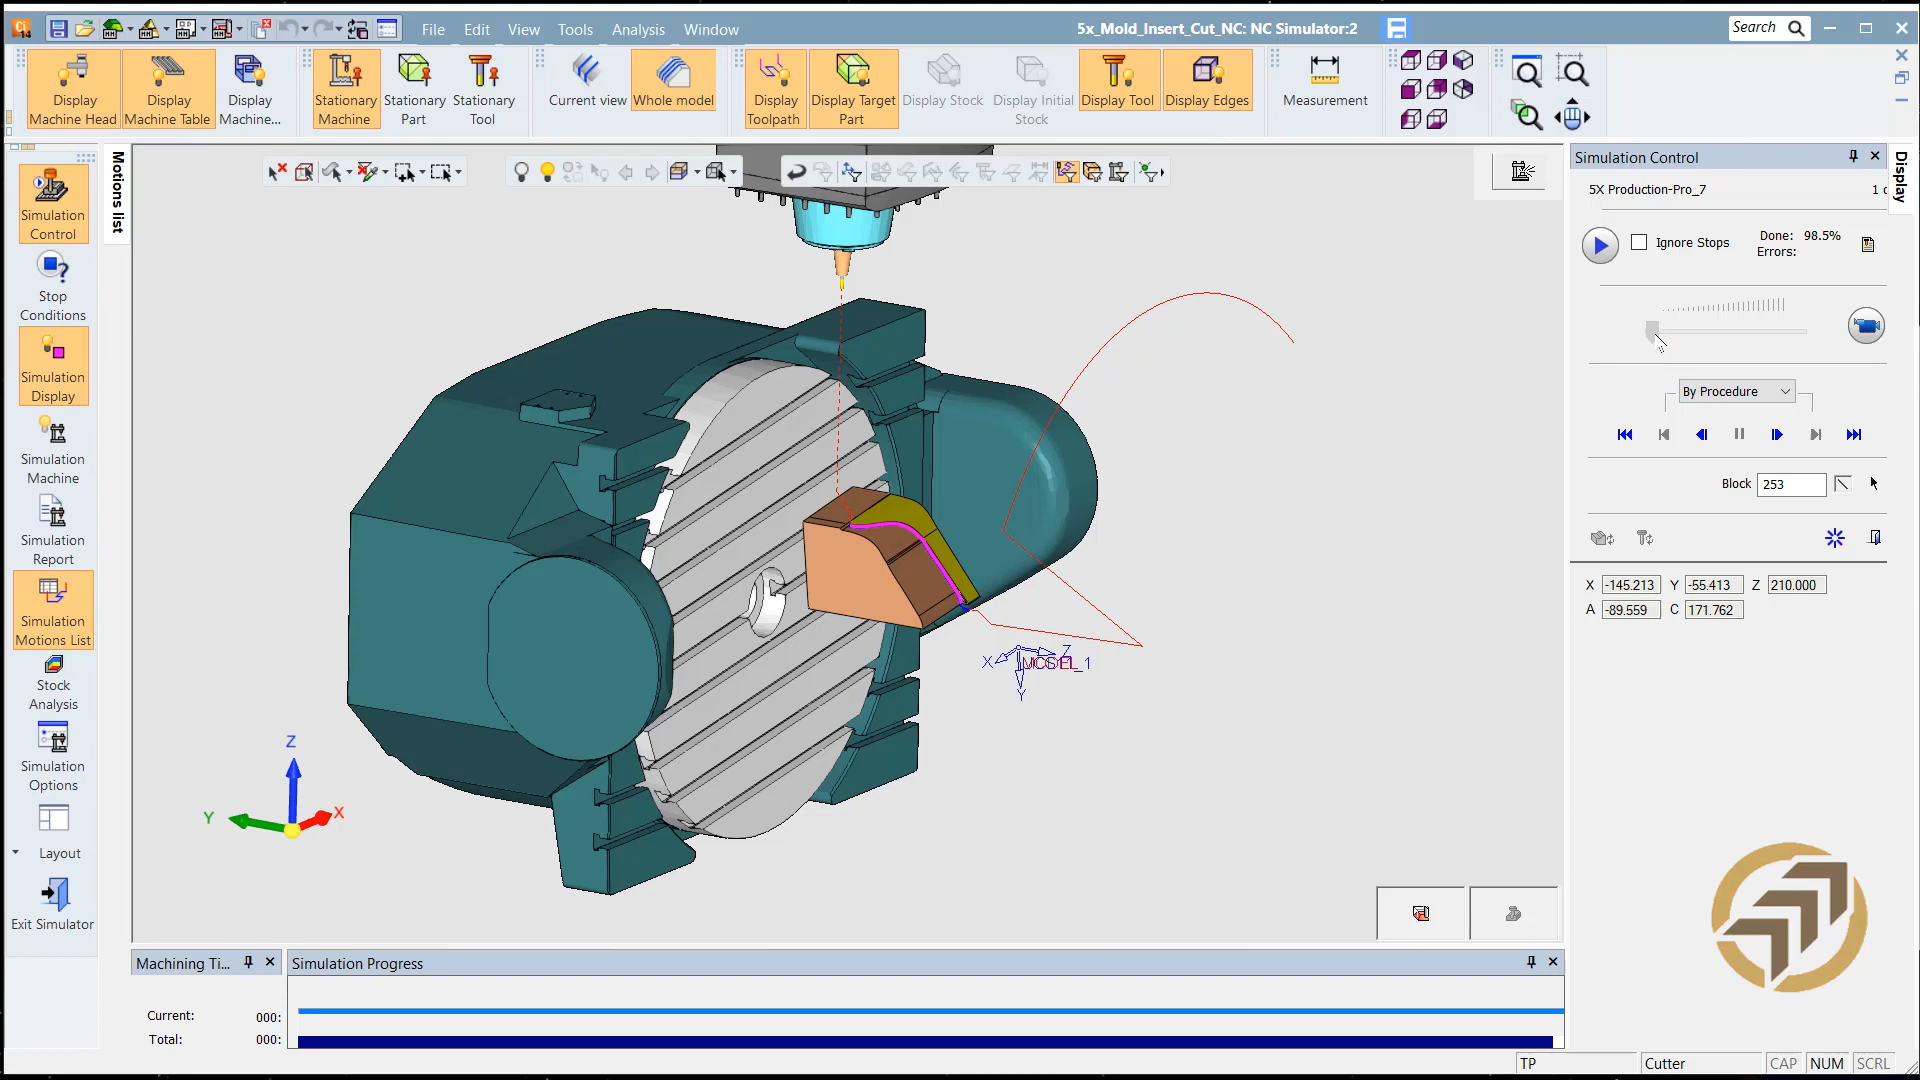 File Edit View Tools Analysis Window
5x_Mold_Insert_Cut_NC: NC Simulator:2
Search
Display Machine Head
Display Machine Table
Display Machine...
Stationary Machine
Stationary Part
Stationary Tool
Current view
Whole model
Display Toolpath
Display Target Part
Display Stock
Display Initial Stock
Display Tool
Display Edges
Measurement
Simulation Control
Stop Conditions
Simulation Display
Simulation Machine
Simulation Report
Simulation Motions List
Stock Analysis
Simulation Options
Layout
Exit Simulator
Motions list
Z
Y
X
X
Z
MODEL_1
Y
Simulation Control
Display
5X Production-Pro_7
Ignore Stops
Done: 98.5%
Errors:
By Procedure
Block 253
X -145.213 Y -55.413 Z 210.000
A -89.559 C 171.762
Machining Ti...
Simulation Progress
Current: 000:
Total: 000:
TP
Cutter
CAP
NUM
SCRL